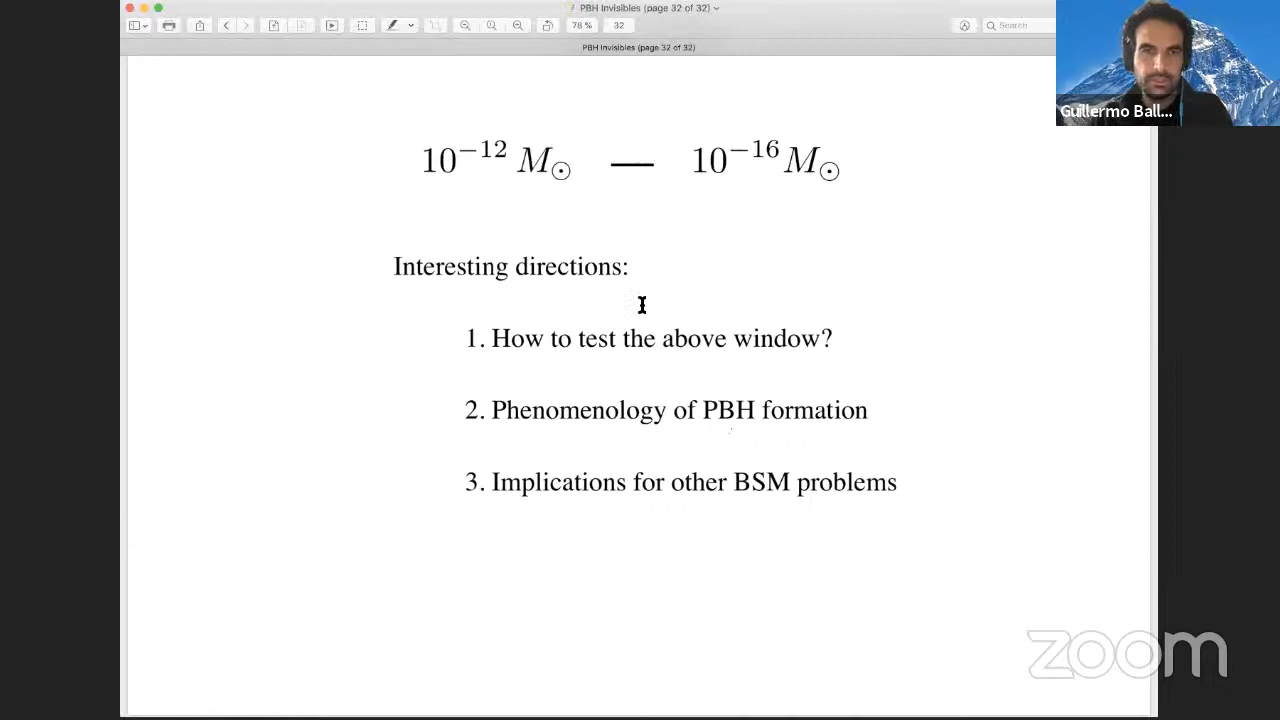 PBH Invisibles (page 32 of 32)
78 %
32
Search
PBH Invisibles (page 32 of 32)
Guillermo Ball...
10⁻¹² M⊙ — 10⁻¹⁶ M⊙
Interesting directions:
1. How to test the above window?
2. Phenomenology of PBH formation
3. Implications for other BSM problems
zoom